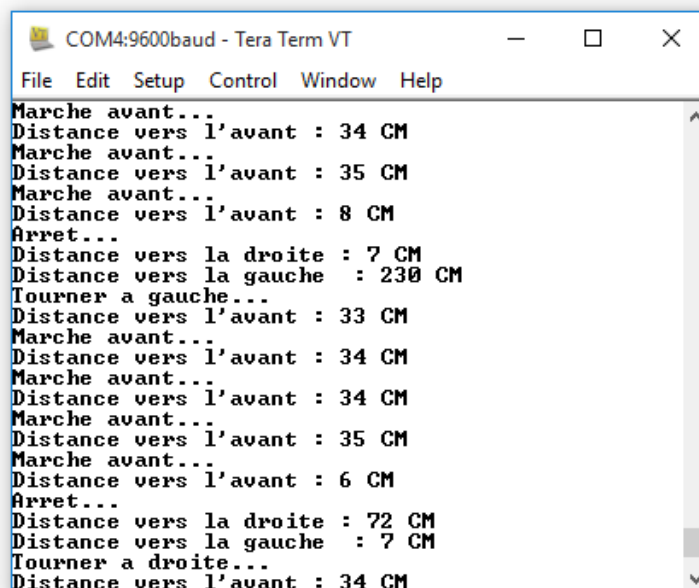 COM4:9600baud - Tera Term VT
File Edit Setup Control Window Help
Marche avant...
Distance vers l'avant : 34 CM
Marche avant...
Distance vers l'avant : 35 CM
Marche avant...
Distance vers l'avant : 8 CM
Arret...
Distance vers la droite : 7 CM
Distance vers la gauche  : 230 CM
Tourner a gauche...
Distance vers l'avant : 33 CM
Marche avant...
Distance vers l'avant : 34 CM
Marche avant...
Distance vers l'avant : 34 CM
Marche avant...
Distance vers l'avant : 35 CM
Marche avant...
Distance vers l'avant : 6 CM
Arret...
Distance vers la droite : 72 CM
Distance vers la gauche  : 7 CM
Tourner a droite...
Distance vers l'avant : 34 CM